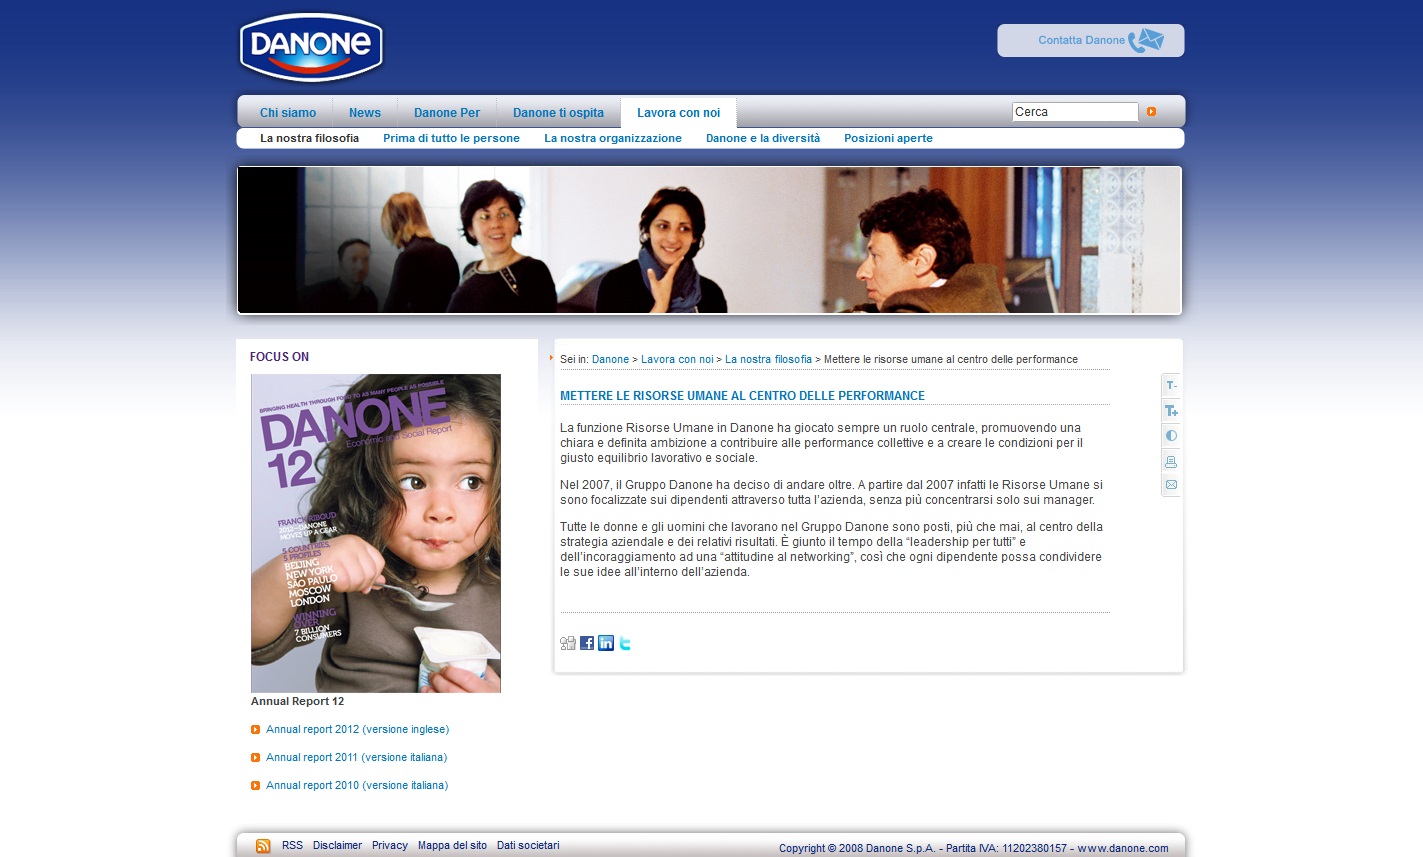 DANONE
Contatta Danone
Chi siamo
News
Danone Per
Danone ti ospita
Lavora con noi
Cerca
La nostra filosofia
Prima di tutto le persone
La nostra organizzazione
Danone e la diversità
Posizioni aperte
FOCUS ON
BRINGING HEALTH THROUGH FOOD TO AS MANY PEOPLE AS POSSIBLE
DANONE
Economic and Social Report
12
FRANCK RIBOUD
2012 - DANONE
MOVES UP A GEAR
5 COUNTRIES,
5 PROFILES
BEIJING
NEW YORK
SÃO PAULO
MOSCOW
LONDON
WINNING
OVER
7 BILLION
CONSUMERS
Annual Report 12
Annual report 2012 (versione inglese)
Annual report 2011 (versione italiana)
Annual report 2010 (versione italiana)
Sei in: Danone > Lavora con noi > La nostra filosofia > Mettere le risorse umane al centro delle performance
METTERE LE RISORSE UMANE AL CENTRO DELLE PERFORMANCE
La funzione Risorse Umane in Danone ha giocato sempre un ruolo centrale, promuovendo una
chiara e definita ambizione a contribuire alle performance collettive e a creare le condizioni per il
giusto equilibrio lavorativo e sociale.
Nel 2007, il Gruppo Danone ha deciso di andare oltre. A partire dal 2007 infatti le Risorse Umane si
sono focalizzate sui dipendenti attraverso tutta l’azienda, senza più concentrarsi solo sui manager.
Tutte le donne e gli uomini che lavorano nel Gruppo Danone sono posti, più che mai, al centro della
strategia aziendale e dei relativi risultati. È giunto il tempo della “leadership per tutti” e
dell’incoraggiamento ad una “attitudine al networking”, così che ogni dipendente possa condividere
le sue idee all’interno dell’azienda.
T-
T+
RSS
Disclaimer
Privacy
Mappa del sito
Dati societari
Copyright © 2008 Danone S.p.A. - Partita IVA: 11202380157 - www.danone.com